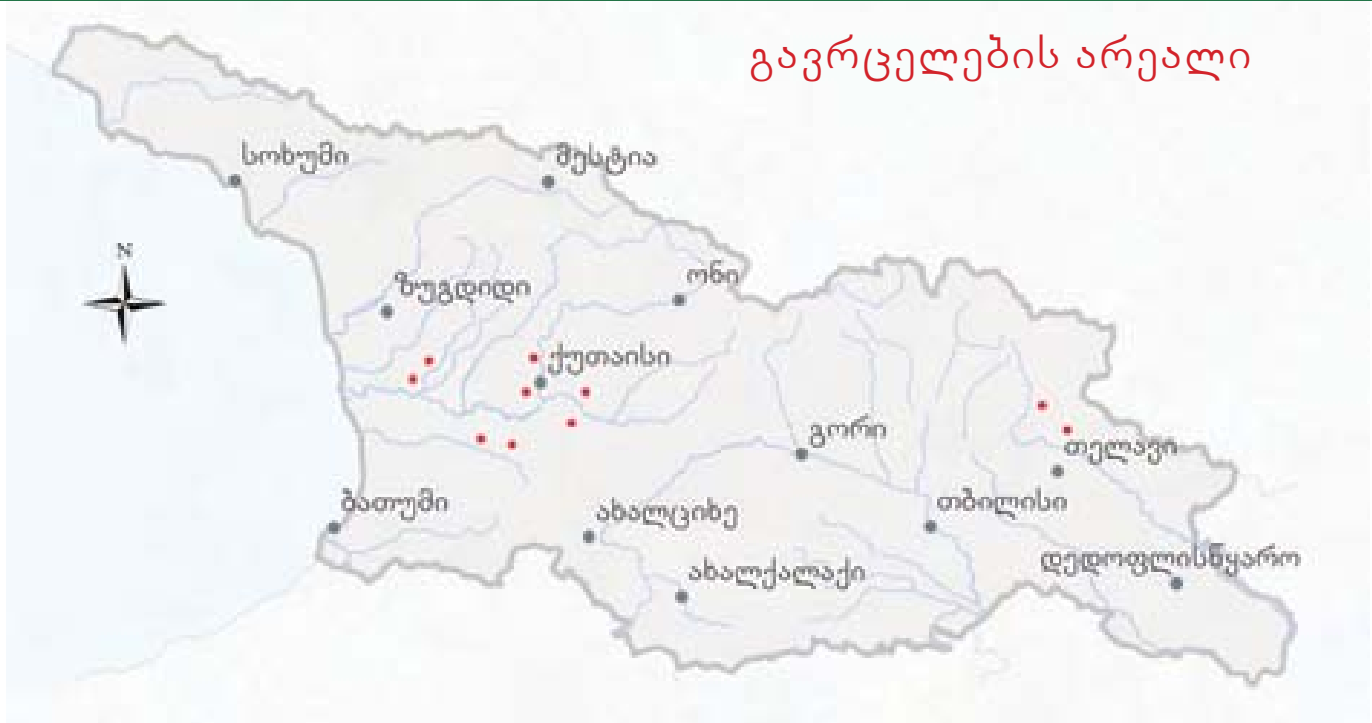 გავრცელების არეალი
სოხუმი
მესტია
N
ზუგდიდი
ონი
ქუთაისი
გორი
თელავი
ბათუმი
ახალციხე
თბილისი
ახალქალაქი
დედოფლისწყარო